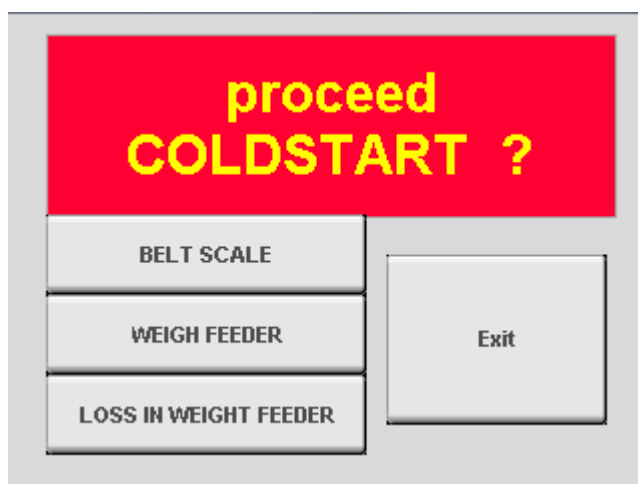 proceed
COLDSTART ?
BELT SCALE
WEIGH FEEDER
LOSS IN WEIGHT FEEDER
Exit